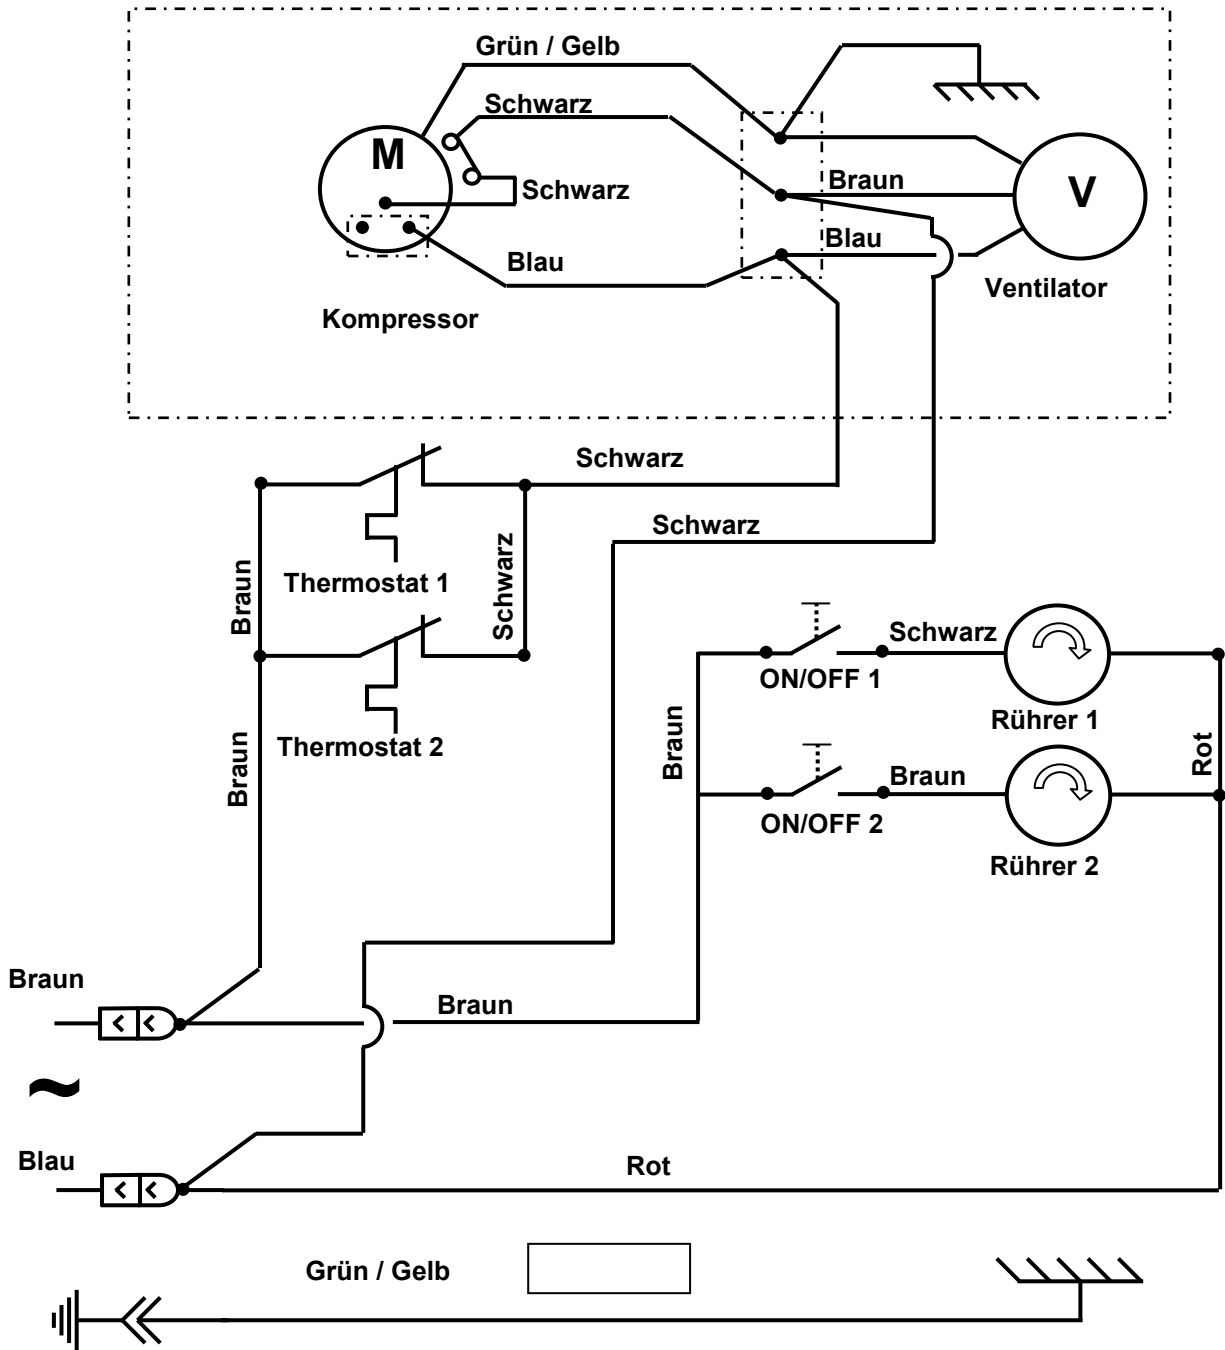 Grün / Gelb
Schwarz
M
Schwarz
Braun
V
Blau
Blau
Ventilator
Kompressor
Schwarz
Schwarz
Schwarz
Braun
Thermostat 1
Schwarz
ON/OFF 1
Rührer 1
Braun
Thermostat 2
Braun
Rot
Braun
ON/OFF 2
Rührer 2
Braun
Braun
~
Blau
Rot
Grün / Gelb